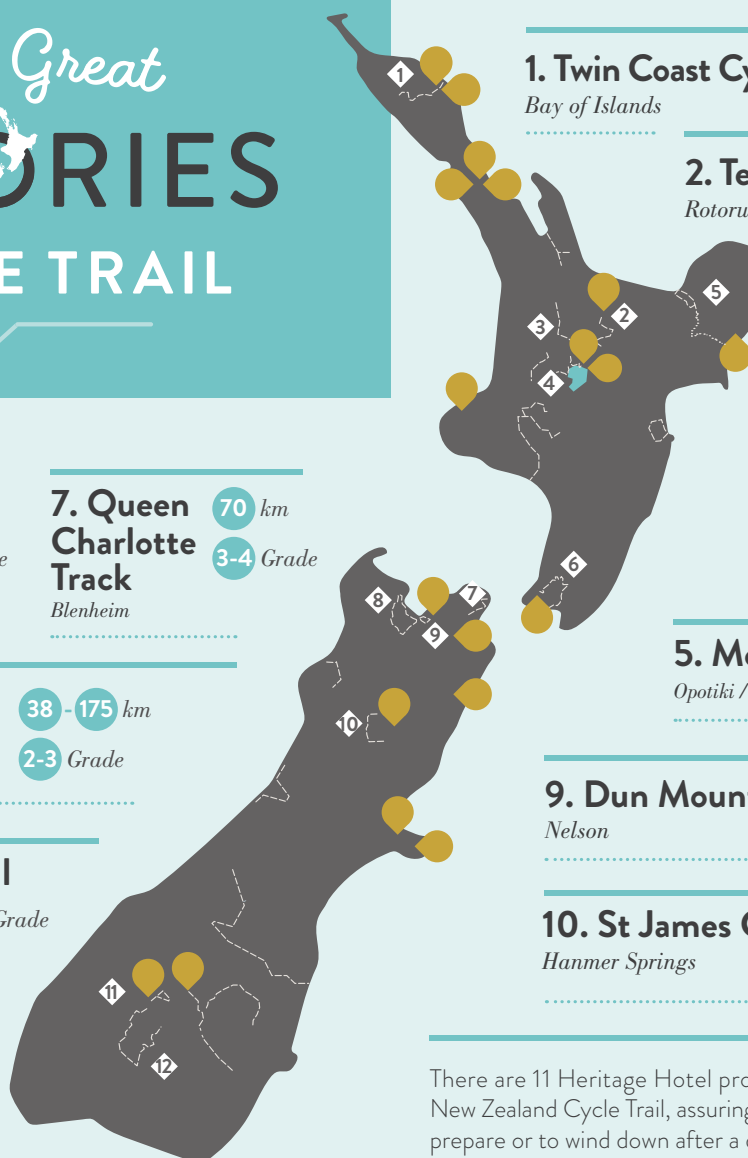 Great
ORIES
E TRAIL
1. Twin Coast Cy
Bay of Islands
2. Te
Rotoru
1
2
3
4
5
6
7
8
9
10
11
12
e
7. Queen
Charlotte
Track
Blenheim
70 km
3-4 Grade
38 - 175 km
2-3 Grade
l
Grade
5. Mo
Opotiki /
9. Dun Moun
Nelson
10. St James
Hanmer Springs
There are 11 Heritage Hotel pro
New Zealand Cycle Trail, assuring
prepare or to wind down after a